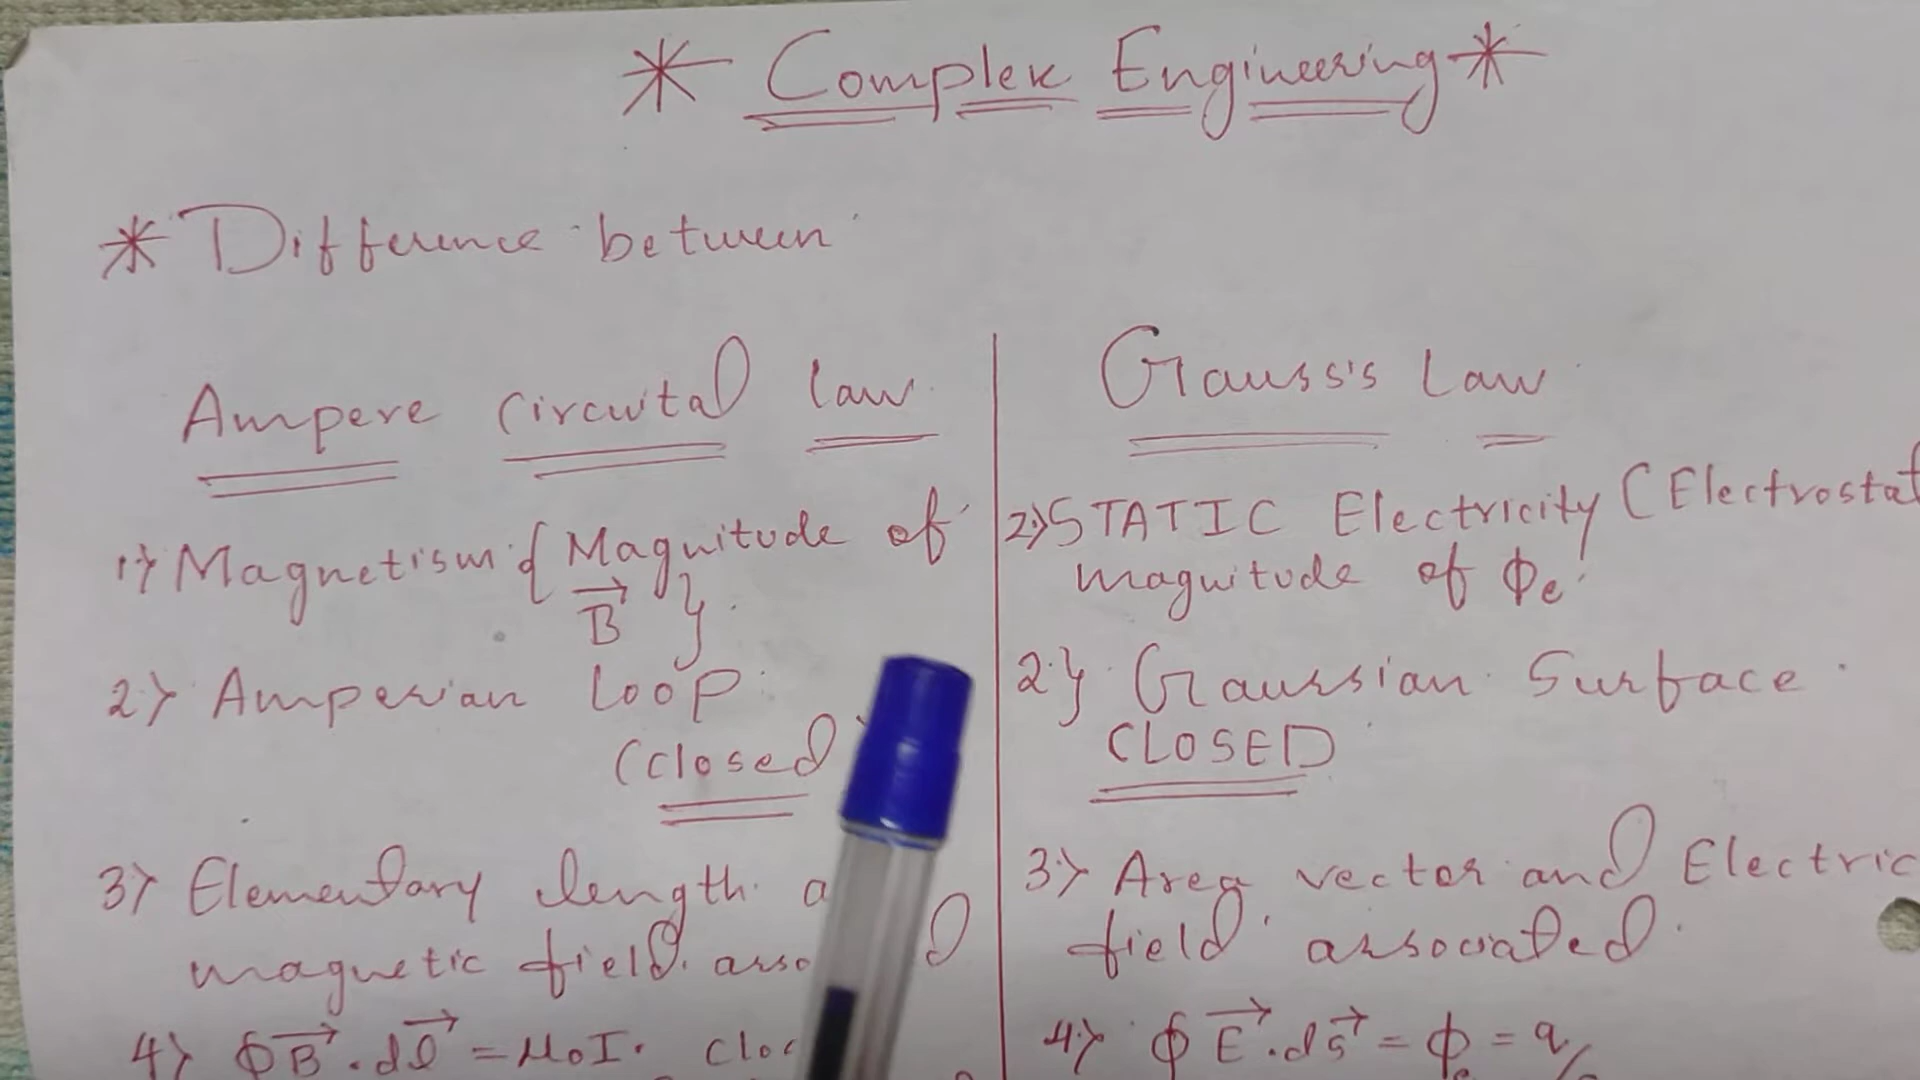 * Complex Engineering *
* Difference between
Ampere circuital law
1) Magnetism { Magnitude of
B }
2) Amperian Loop
(closed
3) Elementary length
magnetic field
4) ∮B⃗.dl⃗ = μ₀I.
Gauss's Law
2) STATIC Electricity (Electrostat
magnitude of ϕe
2} Gaussian Surface
CLOSED
3) Area vector and Electric
field associated
4) ∮E⃗.ds⃗ = ϕe = q/